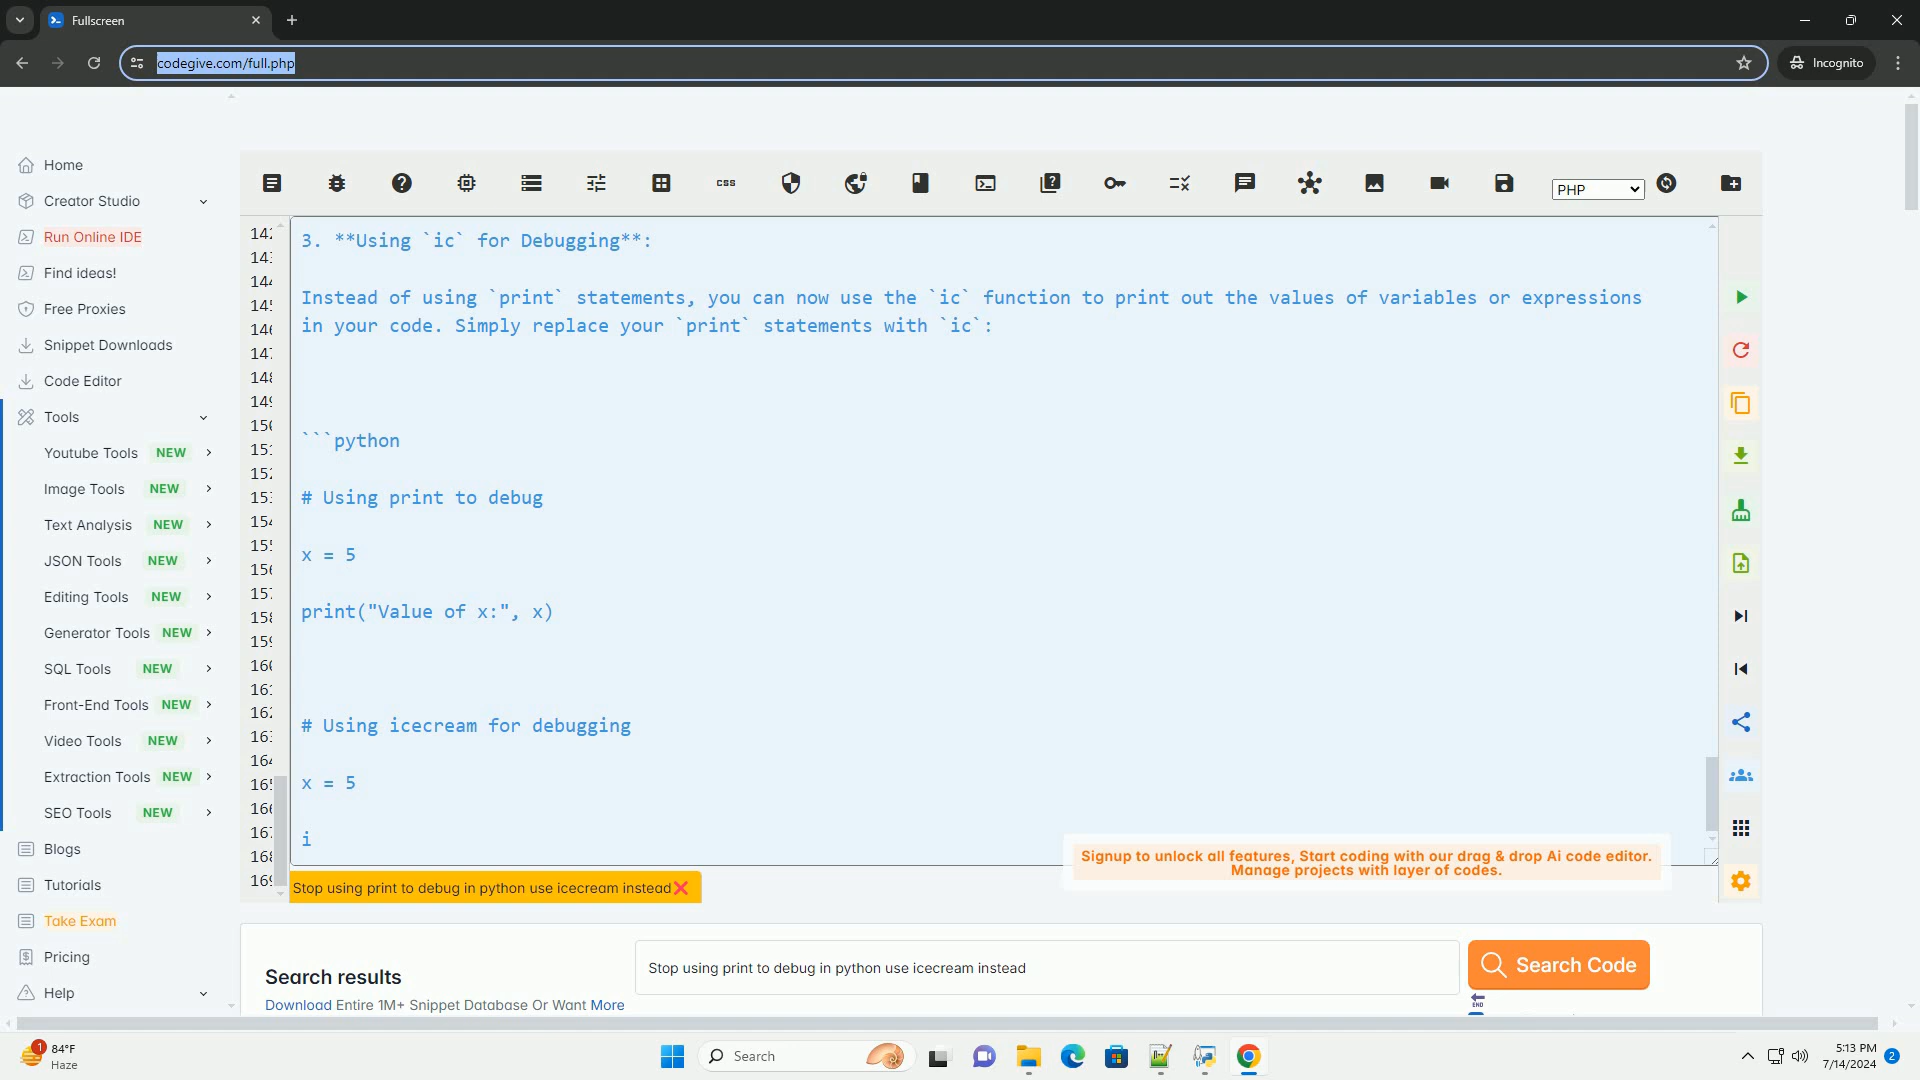 Fullscreen
codegive.com/full.php
Incognito
Home
Creator Studio
Run Online IDE
Find ideas!
Free Proxies
Snippet Downloads
Code Editor
Tools
Youtube Tools NEW
Image Tools NEW
Text Analysis NEW
JSON Tools NEW
Editing Tools NEW
Generator Tools NEW
SQL Tools NEW
Front-End Tools NEW
Video Tools NEW
Extraction Tools NEW
SEO Tools NEW
Blogs
Tutorials
Take Exam
Pricing
Help
css
PHP
3. **Using `ic` for Debugging**:
Instead of using `print` statements, you can now use the `ic` function to print out the values of variables or expressions
in your code. Simply replace your `print` statements with `ic`:
```python
# Using print to debug
x = 5
print("Value of x:", x)
# Using icecream for debugging
x = 5
i
Signup to unlock all features, Start coding with our drag & drop Ai code editor.
Manage projects with layer of codes.
Stop using print to debug in python use icecream instead
Search results
Download Entire 1M+ Snippet Database Or Want More
Stop using print to debug in python use icecream instead
Search Code
END
1
84°F
Haze
Search
5:13 PM
7/14/2024
2